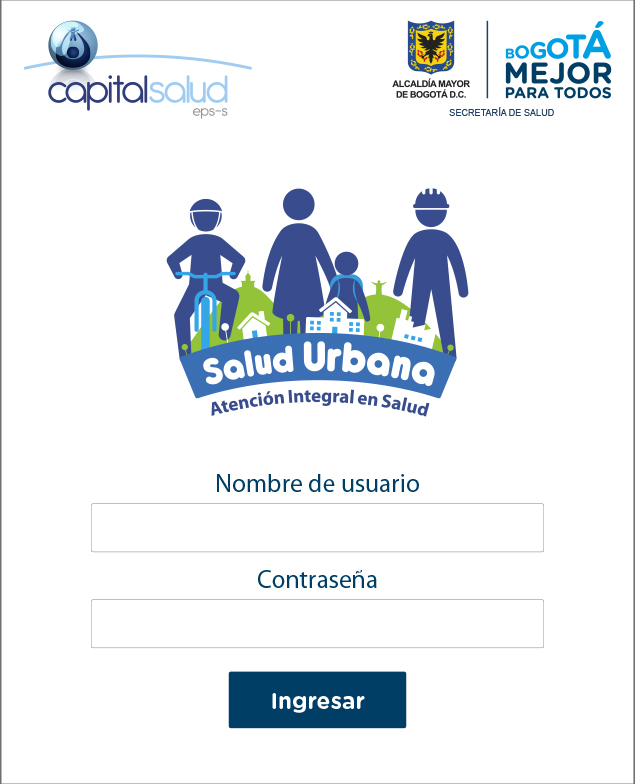 capitalsalud
eps-s
ALCALDÍA MAYOR
DE BOGOTÁ D.C.
BOGOTÁ
MEJOR
PARA TODOS
SECRETARÍA DE SALUD
Salud Urbana
Atención Integral en Salud
Nombre de usuario
Contraseña
Ingresar